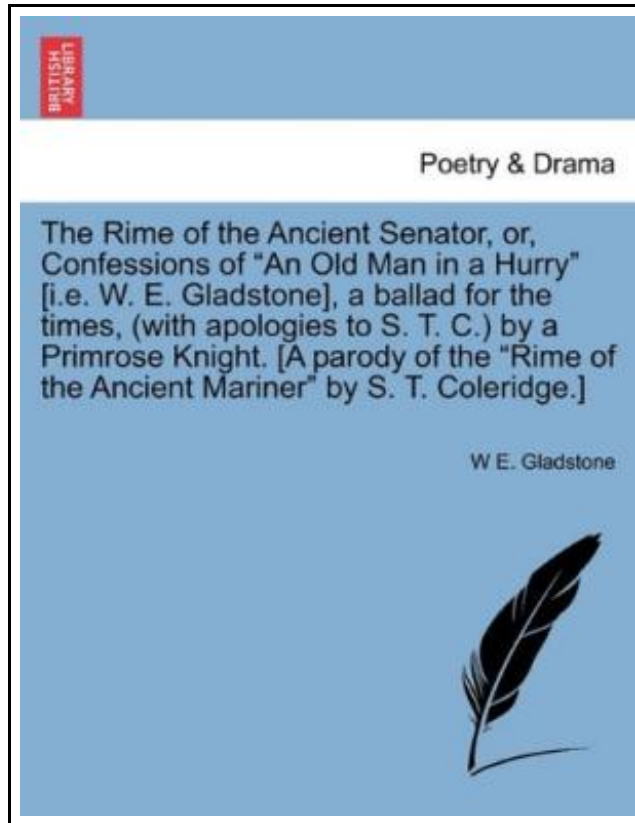 BRITISH
LIBRARY
Poetry & Drama
The Rime of the Ancient Senator, or,
Confessions of “An Old Man in a Hurry”
[i.e. W. E. Gladstone], a ballad for the
times, (with apologies to S. T. C.) by a
Primrose Knight. [A parody of the “Rime of
the Ancient Mariner” by S. T. Coleridge.]
W E. Gladstone